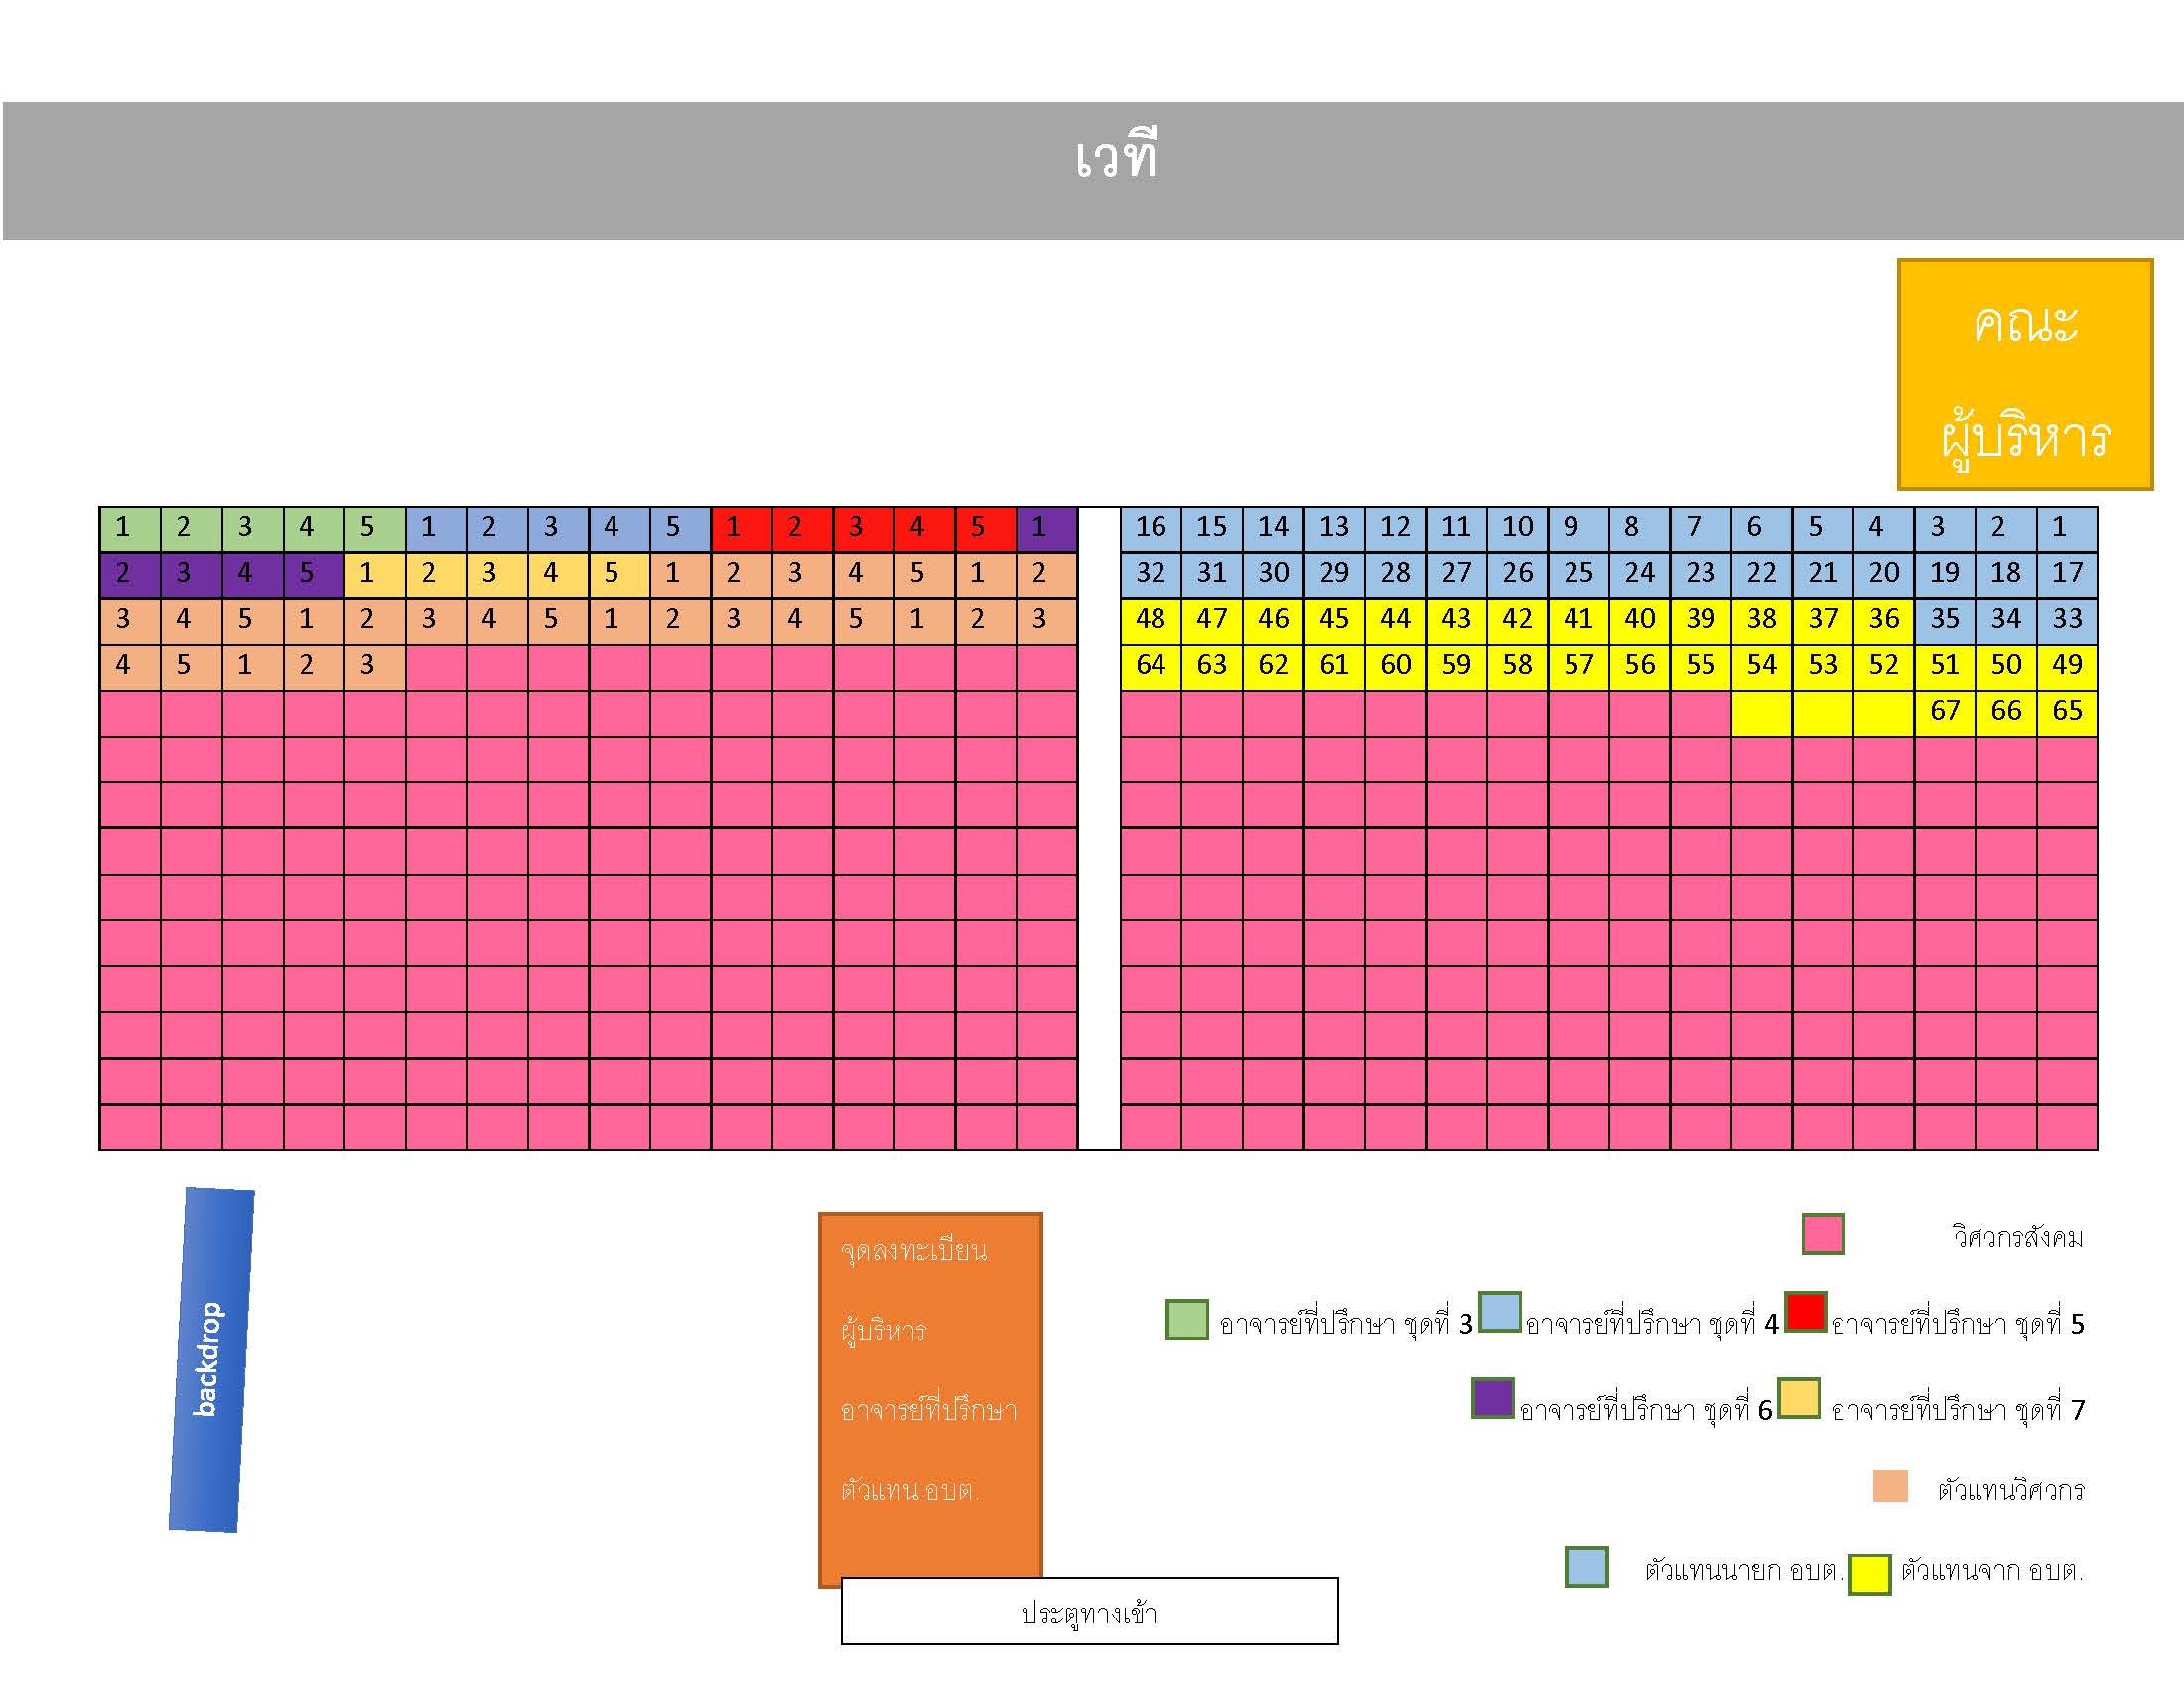 เวที
คณะ
ผู้บริหาร
1 2 3 4 5 1 2 3 4 5 1 2 3 4 5 1 16 15 14 13 12 11 10 9 8 7 6 5 4 3 2 1
2 3 4 5 1 2 3 4 5 1 2 3 4 5 1 2 32 31 30 29 28 27 26 25 24 23 22 21 20 19 18 17
3 4 5 1 2 3 4 5 1 2 3 4 5 1 2 3 48 47 46 45 44 43 42 41 40 39 38 37 36 35 34 33
4 5 1 2 3 64 63 62 61 60 59 58 57 56 55 54 53 52 51 50 49
67 66 65
backdrop
จุดลงทะเบียน
ผู้บริหาร
อาจารย์ที่ปรึกษา
ตัวแทน อบต.
ประตูทางเข้า
วิศวกรสังคม
อาจารย์ที่ปรึกษา ชุดที่ 3 อาจารย์ที่ปรึกษา ชุดที่ 4 อาจารย์ที่ปรึกษา ชุดที่ 5
อาจารย์ที่ปรึกษา ชุดที่ 6 อาจารย์ที่ปรึกษา ชุดที่ 7
ตัวแทนวิศวกร
ตัวแทนนายก อบต. ตัวแทนจาก อบต.